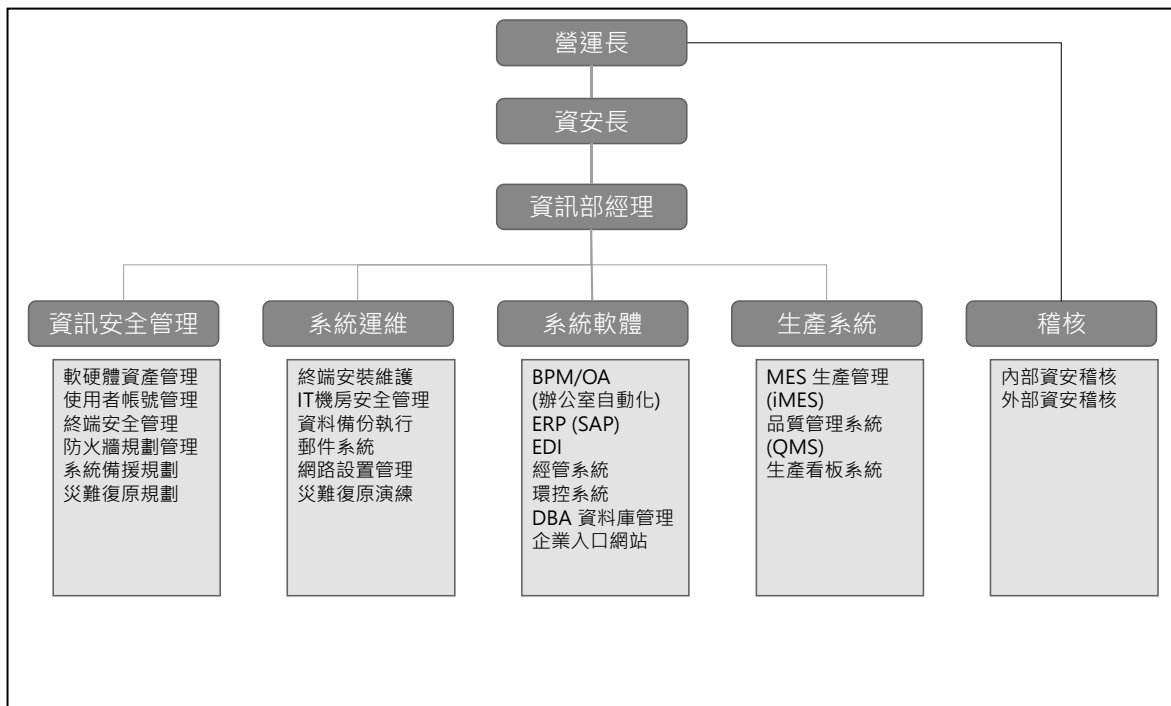 營運長
資安長
資訊部經理
資訊安全管理
軟硬體資產管理
使用者帳號管理
終端安全管理
防火牆規劃管理
系統備援規劃
災難復原規劃
系統運維
終端安裝維護
IT機房安全管理
資料備份執行
郵件系統
網路設置管理
災難復原演練
系統軟體
BPM/OA
(辦公室自動化)
ERP (SAP)
EDI
經管系統
環控系統
DBA 資料庫管理
企業入口網站
生產系統
MES 生產管理
(iMES)
品質管理系統
(QMS)
生產看板系統
稽核
內部資安稽核
外部資安稽核